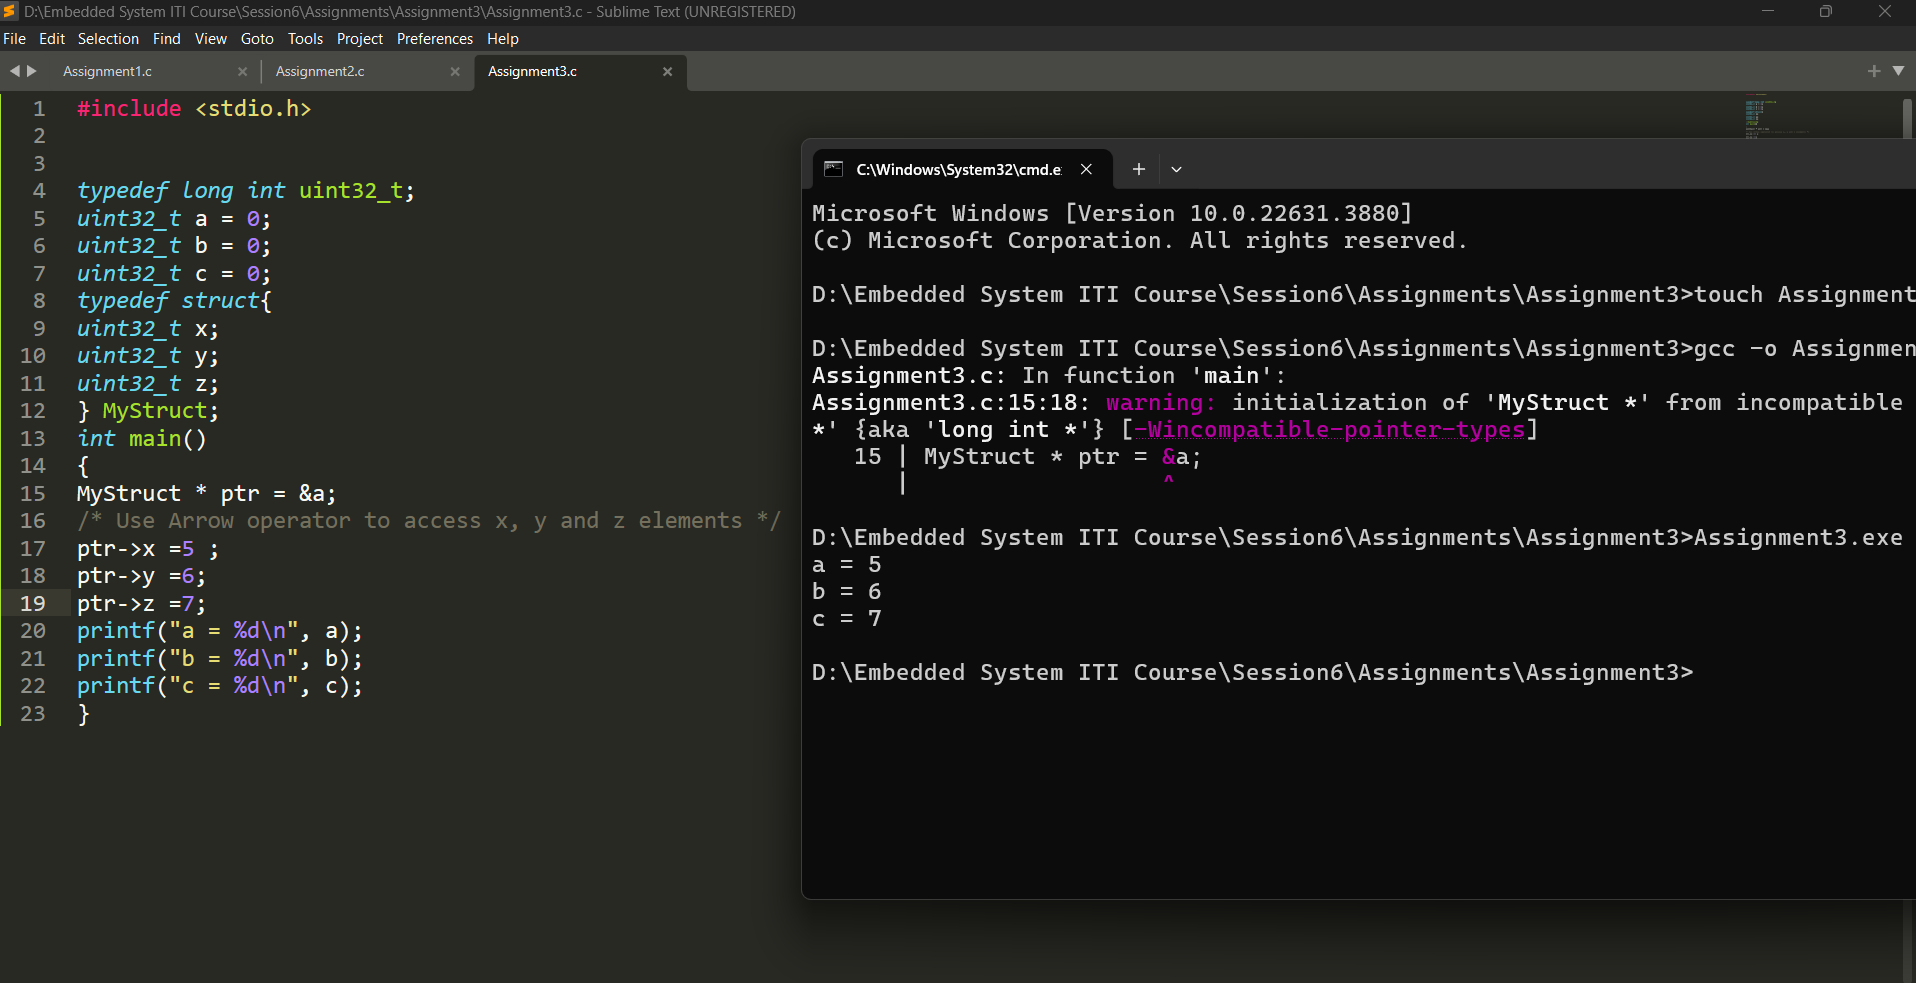 D:\Embedded System ITI Course\Session6\Assignments\Assignment3\Assignment3.c - Sublime Text (UNREGISTERED)
File Edit Selection Find View Goto Tools Project Preferences Help
Assignment1.c
Assignment2.c
Assignment3.c
1 #include <stdio.h>
2
3
4 typedef long int uint32_t;
5 uint32_t a = 0;
6 uint32_t b = 0;
7 uint32_t c = 0;
8 typedef struct{
9 uint32_t x;
10 uint32_t y;
11 uint32_t z;
12 } MyStruct;
13 int main()
14 {
15 MyStruct * ptr = &a;
16 /* Use Arrow operator to access x, y and z elements */
17 ptr->x =5 ;
18 ptr->y =6;
19 ptr->z =7;
20 printf("a = %d\n", a);
21 printf("b = %d\n", b);
22 printf("c = %d\n", c);
23 }
C:\Windows\System32\cmd.e
Microsoft Windows [Version 10.0.22631.3880]
(c) Microsoft Corporation. All rights reserved.
D:\Embedded System ITI Course\Session6\Assignments\Assignment3>touch Assignment
D:\Embedded System ITI Course\Session6\Assignments\Assignment3>gcc -o Assignmen
Assignment3.c: In function 'main':
Assignment3.c:15:18: warning: initialization of 'MyStruct *' from incompatible
*' {aka 'long int *'} [-Wincompatible-pointer-types]
15 | MyStruct * ptr = &a;
| ^
D:\Embedded System ITI Course\Session6\Assignments\Assignment3>Assignment3.exe
a = 5
b = 6
c = 7
D:\Embedded System ITI Course\Session6\Assignments\Assignment3>